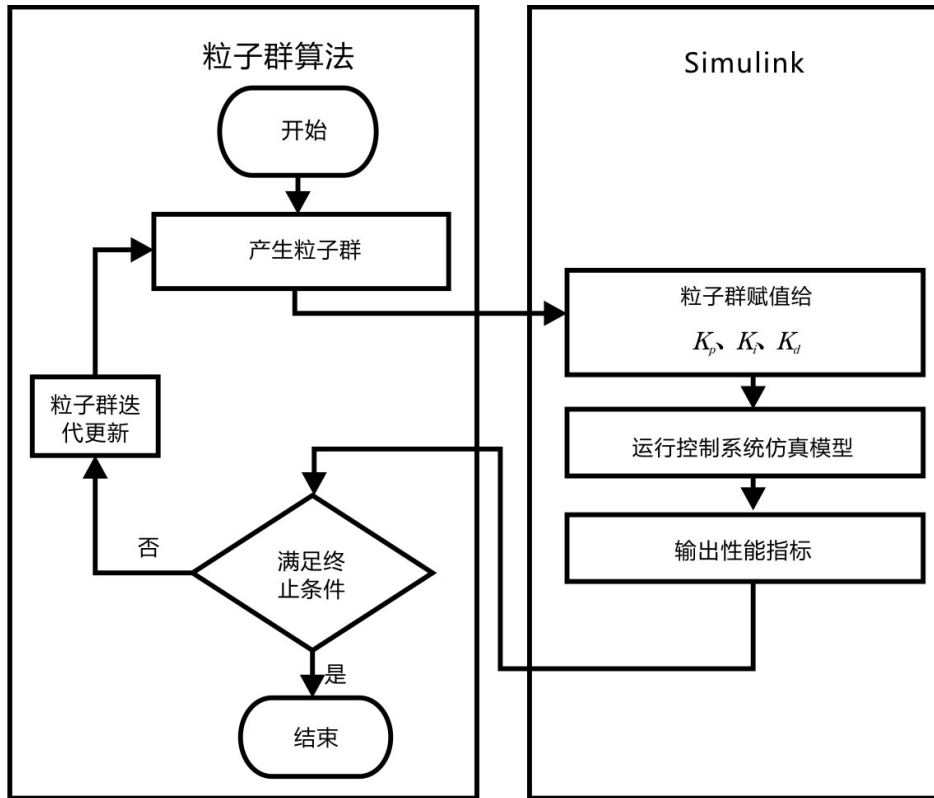 粒子群算法
开始
产生粒子群
粒子群迭
代更新
否
满足终
止条件
是
结束
Simulink
粒子群赋值给
Kp、Ki、Kd
运行控制系统仿真模型
输出性能指标